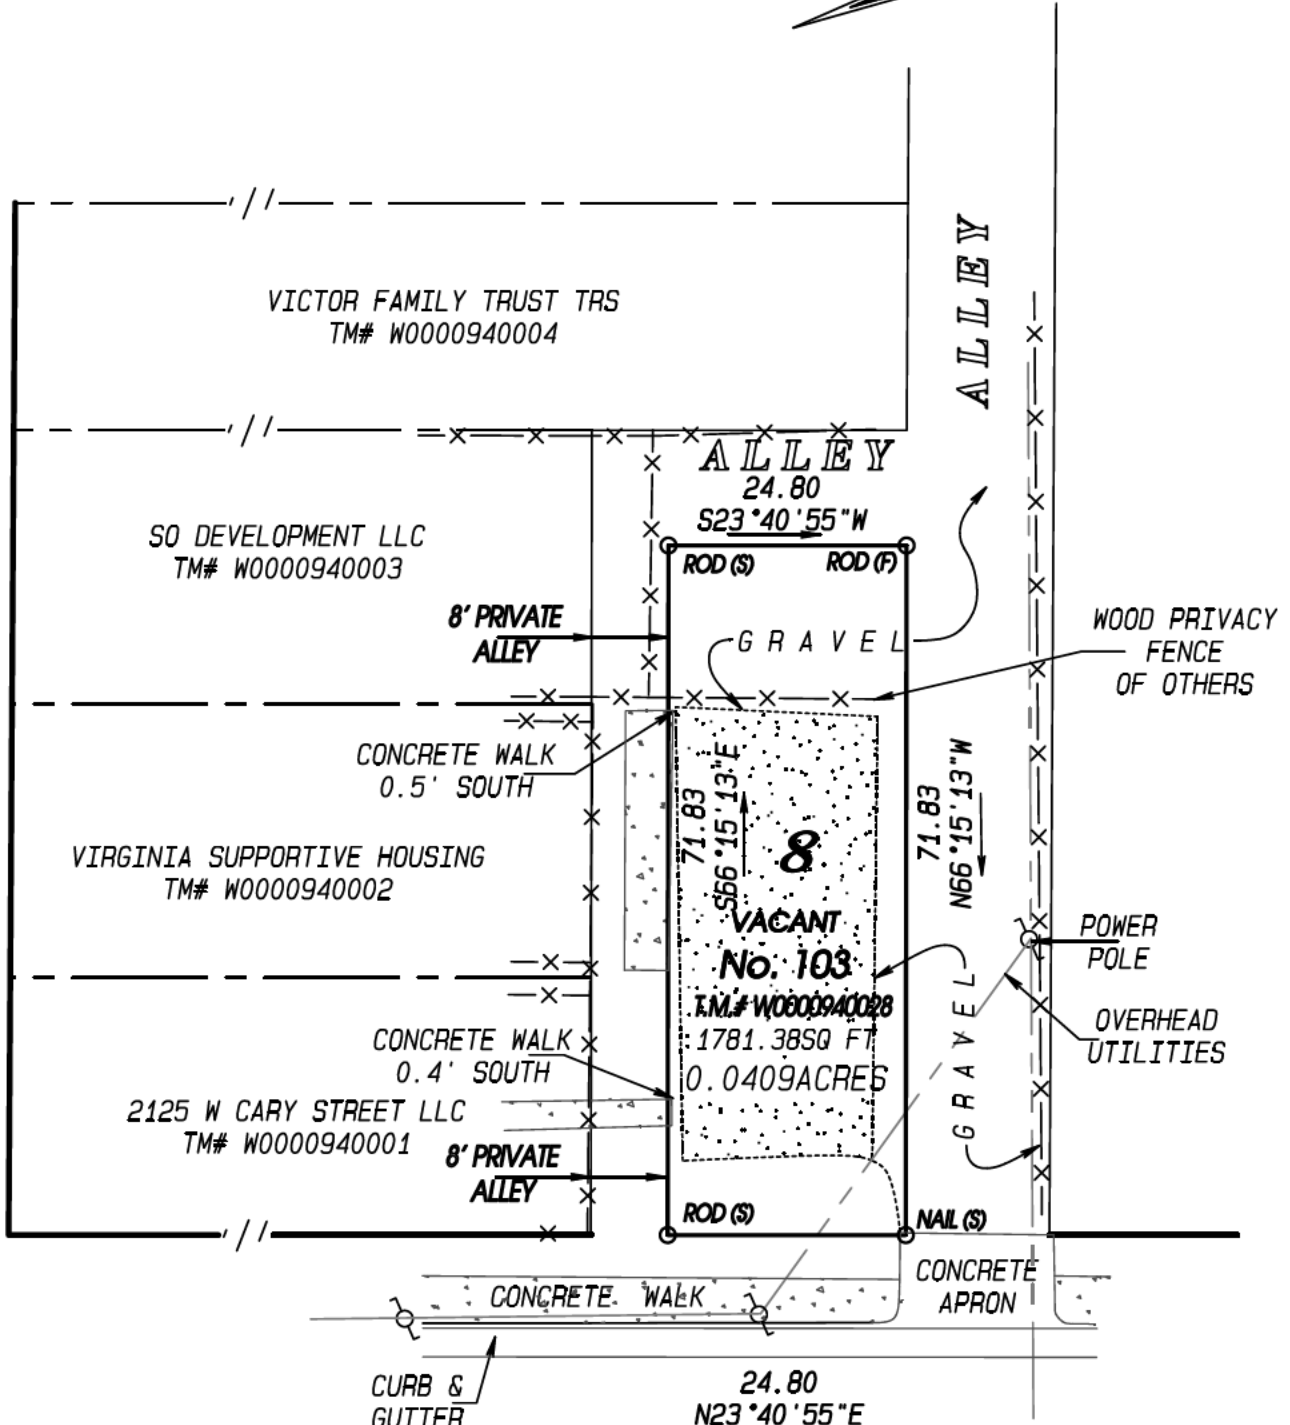 VICTOR FAMILY TRUST TRS
TM# W0000940004
ALLEY
ALLEY
24.80
S23°40'55"W
ROD (S)
ROD (F)
SO DEVELOPMENT LLC
TM# W0000940003
8' PRIVATE
ALLEY
GRAVEL
WOOD PRIVACY
FENCE
OF OTHERS
CONCRETE WALK
0.5' SOUTH
71.83
S66°15'13"E
71.83
N66°15'13"W
8
VIRGINIA SUPPORTIVE HOUSING
TM# W0000940002
VACANT
No. 103
T.M.# W0000940028
1781.38SQ FT
0.0409ACRES
POWER
POLE
OVERHEAD
UTILITIES
GRAVEL
CONCRETE WALK
0.4' SOUTH
2125 W CARY STREET LLC
TM# W0000940001
8' PRIVATE
ALLEY
ROD (S)
NAIL (S)
CONCRETE WALK
CONCRETE
APRON
CURB &
GUTTER
24.80
N23°40'55"E